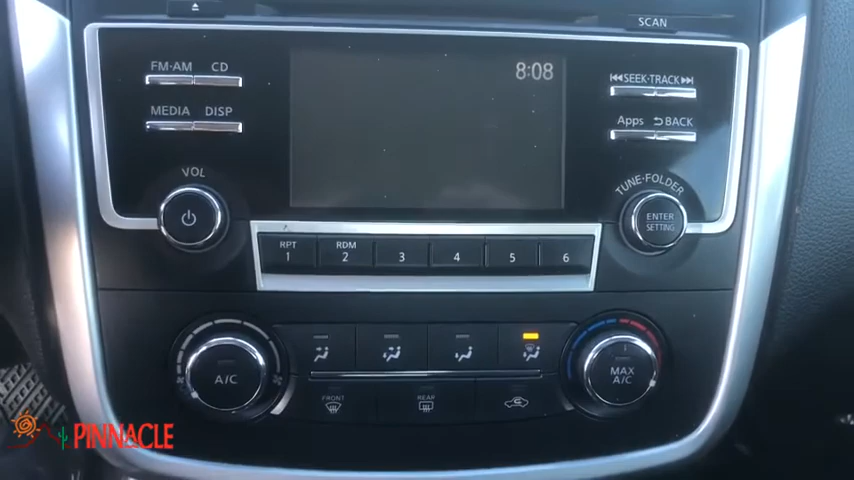 SCAN
FM·AM CD
8:08
SEEK·TRACK
MEDIA DISP
Apps BACK
VOL
TUNE·FOLDER
ENTER
SETTING
RPT RDM
1 2 3 4 5 6
A/C
MAX
A/C
FRONT REAR
PINNACLE